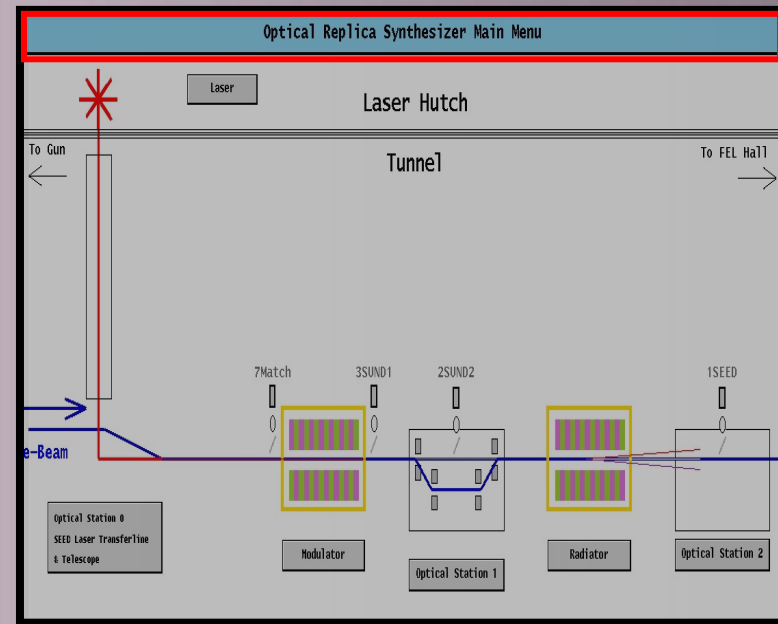 Optical Replica Synthesizer Main Menu
Laser
Laser Hutch
To Gun
Tunnel
To FEL Hall
7Match
3SUND1
2SUND2
1SEED
e-Beam
Optical Station 0
SEED Laser Transferline
& Telescope
Modulator
Optical Station 1
Radiator
Optical Station 2